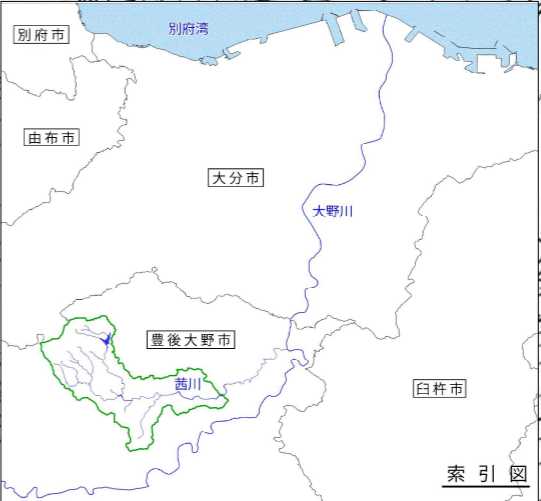 別府湾
別府市
由布市
大分市
大野川
豊後大野市
茜川
臼杵市
索引図